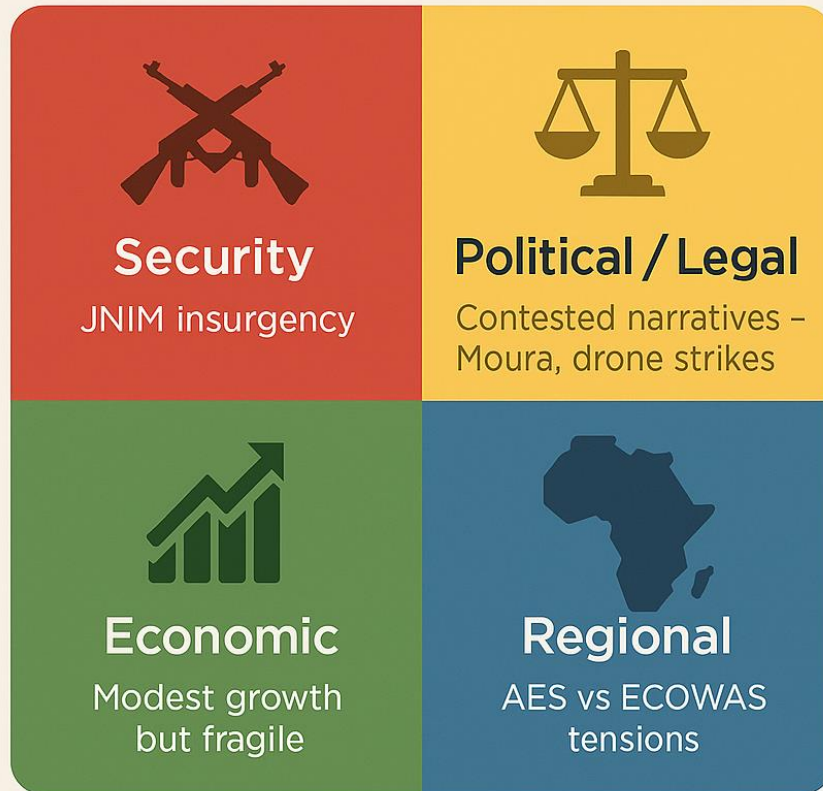 Security
JNIM insurgency
Political / Legal
Contested narratives –
Moura, drone strikes
Economic
Modest growth
but fragile
Regional
AES vs ECOWAS
tensions